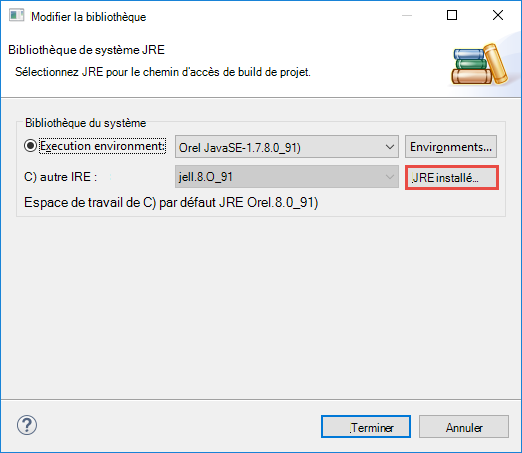 Modifier la bibliothèque
Bibliothèque de système JRE
Sélectionnez JRE pour le chemin d'accès de build de projet.
Bibliothèque du système
Execution environment: Orel JavaSE-1.7.8.0_91) Environments...
C) autre IRE : jell.8.O_91 .JRE installé...
Espace de travail de C) par défaut JRE Orel.8.0_91)
? .Terminer Annuler